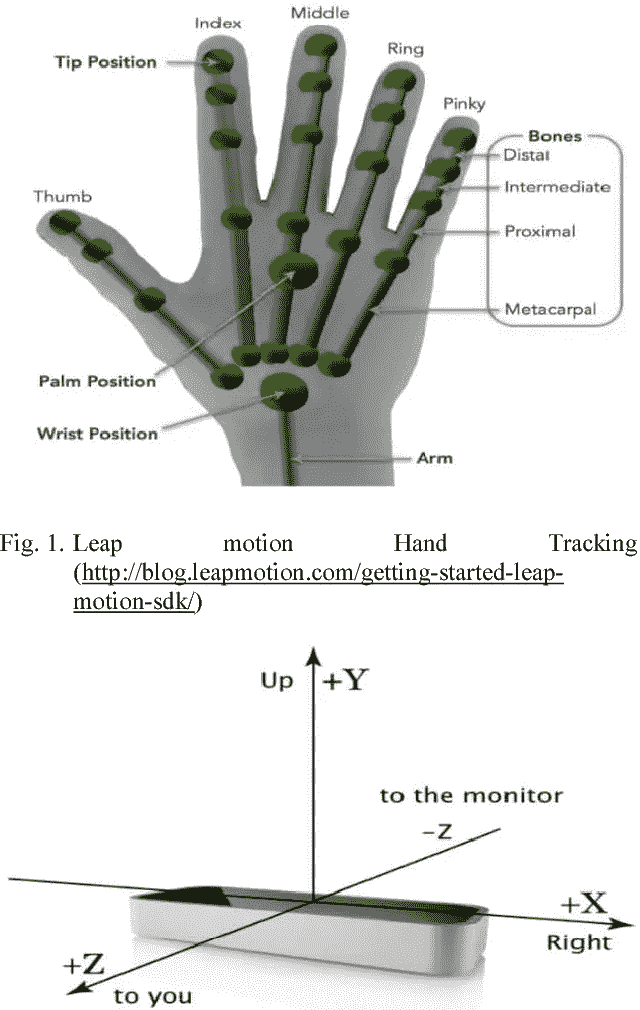 Index
Middle
Ring
Pinky
Thumb
Tip Position
Bones
Distal
Intermediate
Proximal
Metacarpal
Palm Position
Wrist Position
Arm
Fig. 1. Leap motion Hand Tracking
(http://blog.leapmotion.com/getting-started-leap-
motion-sdk/)
Up +Y
to the monitor
-Z
+X
Right
+Z
to you